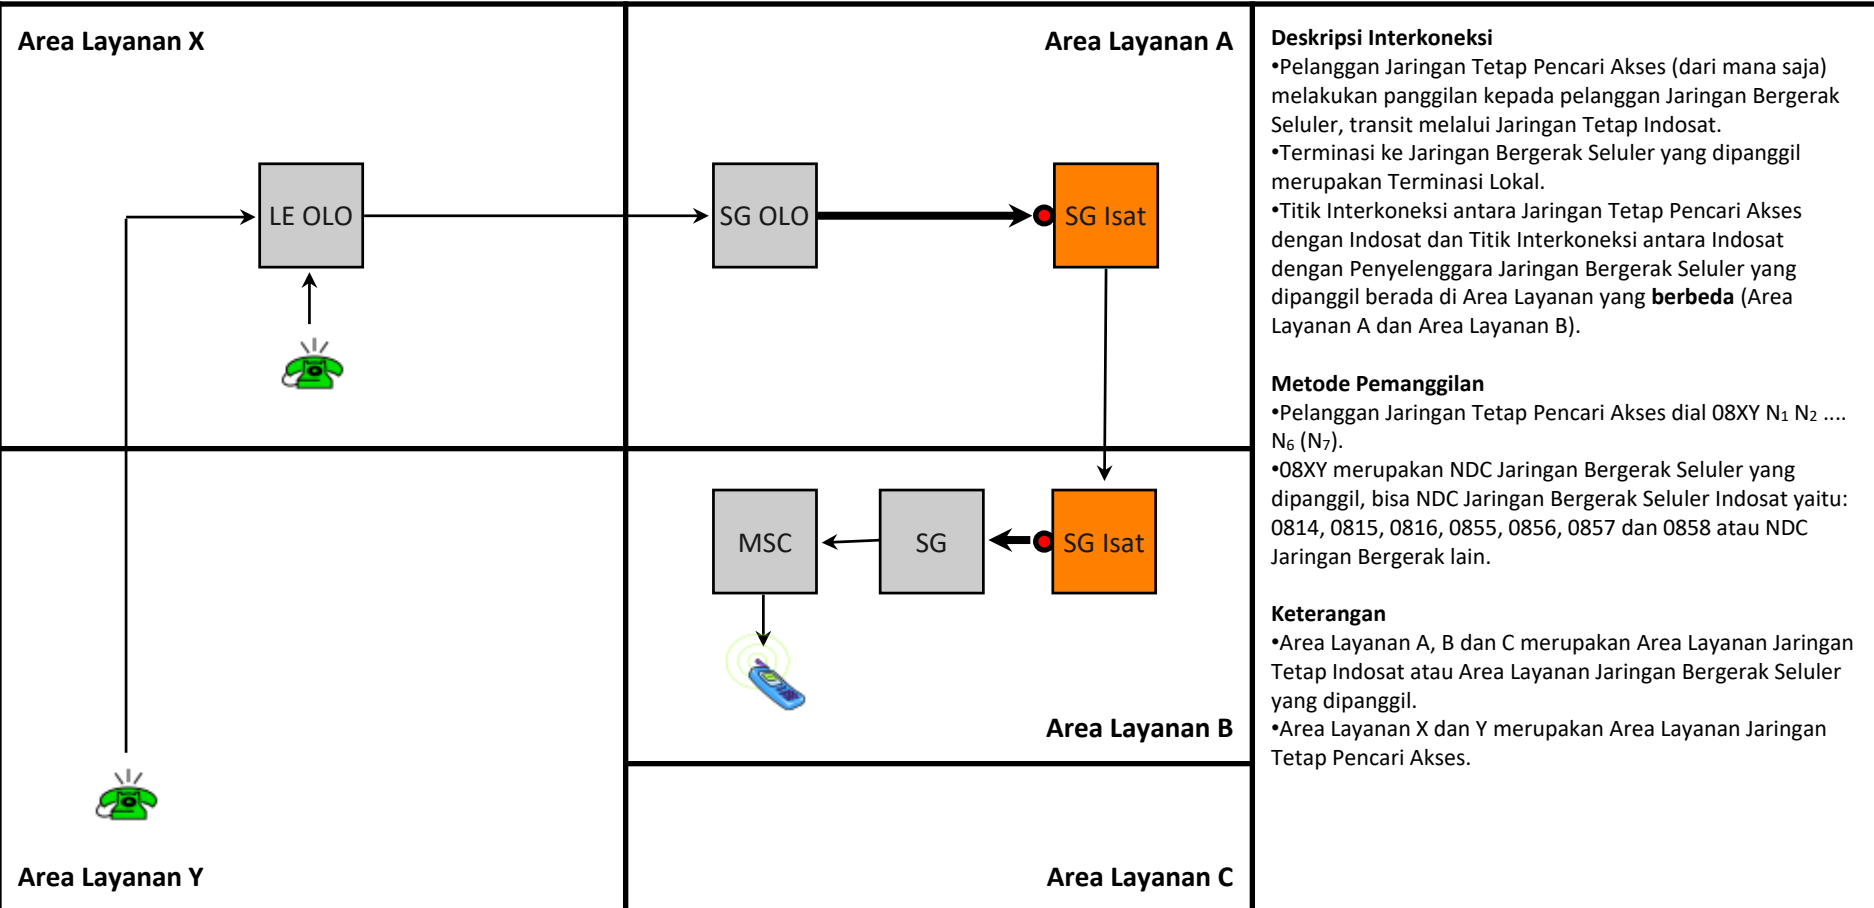 Area Layanan X
Area Layanan A
LE OLO
SG OLO
SG Isat
MSC
SG
SG Isat
Area Layanan B
Area Layanan Y
Area Layanan C
Deskripsi Interkoneksi
•Pelanggan Jaringan Tetap Pencari Akses (dari mana saja)
melakukan panggilan kepada pelanggan Jaringan Bergerak
Seluler, transit melalui Jaringan Tetap Indosat.
•Terminasi ke Jaringan Bergerak Seluler yang dipanggil
merupakan Terminasi Lokal.
•Titik Interkoneksi antara Jaringan Tetap Pencari Akses
dengan Indosat dan Titik Interkoneksi antara Indosat
dengan Penyelenggara Jaringan Bergerak Seluler yang
dipanggil berada di Area Layanan yang berbeda (Area
Layanan A dan Area Layanan B).
Metode Pemanggilan
•Pelanggan Jaringan Tetap Pencari Akses dial 08XY N₁ N₂ ....
N₆ (N₇).
•08XY merupakan NDC Jaringan Bergerak Seluler yang
dipanggil, bisa NDC Jaringan Bergerak Seluler Indosat yaitu:
0814, 0815, 0816, 0855, 0856, 0857 dan 0858 atau NDC
Jaringan Bergerak lain.
Keterangan
•Area Layanan A, B dan C merupakan Area Layanan Jaringan
Tetap Indosat atau Area Layanan Jaringan Bergerak Seluler
yang dipanggil.
•Area Layanan X dan Y merupakan Area Layanan Jaringan
Tetap Pencari Akses.